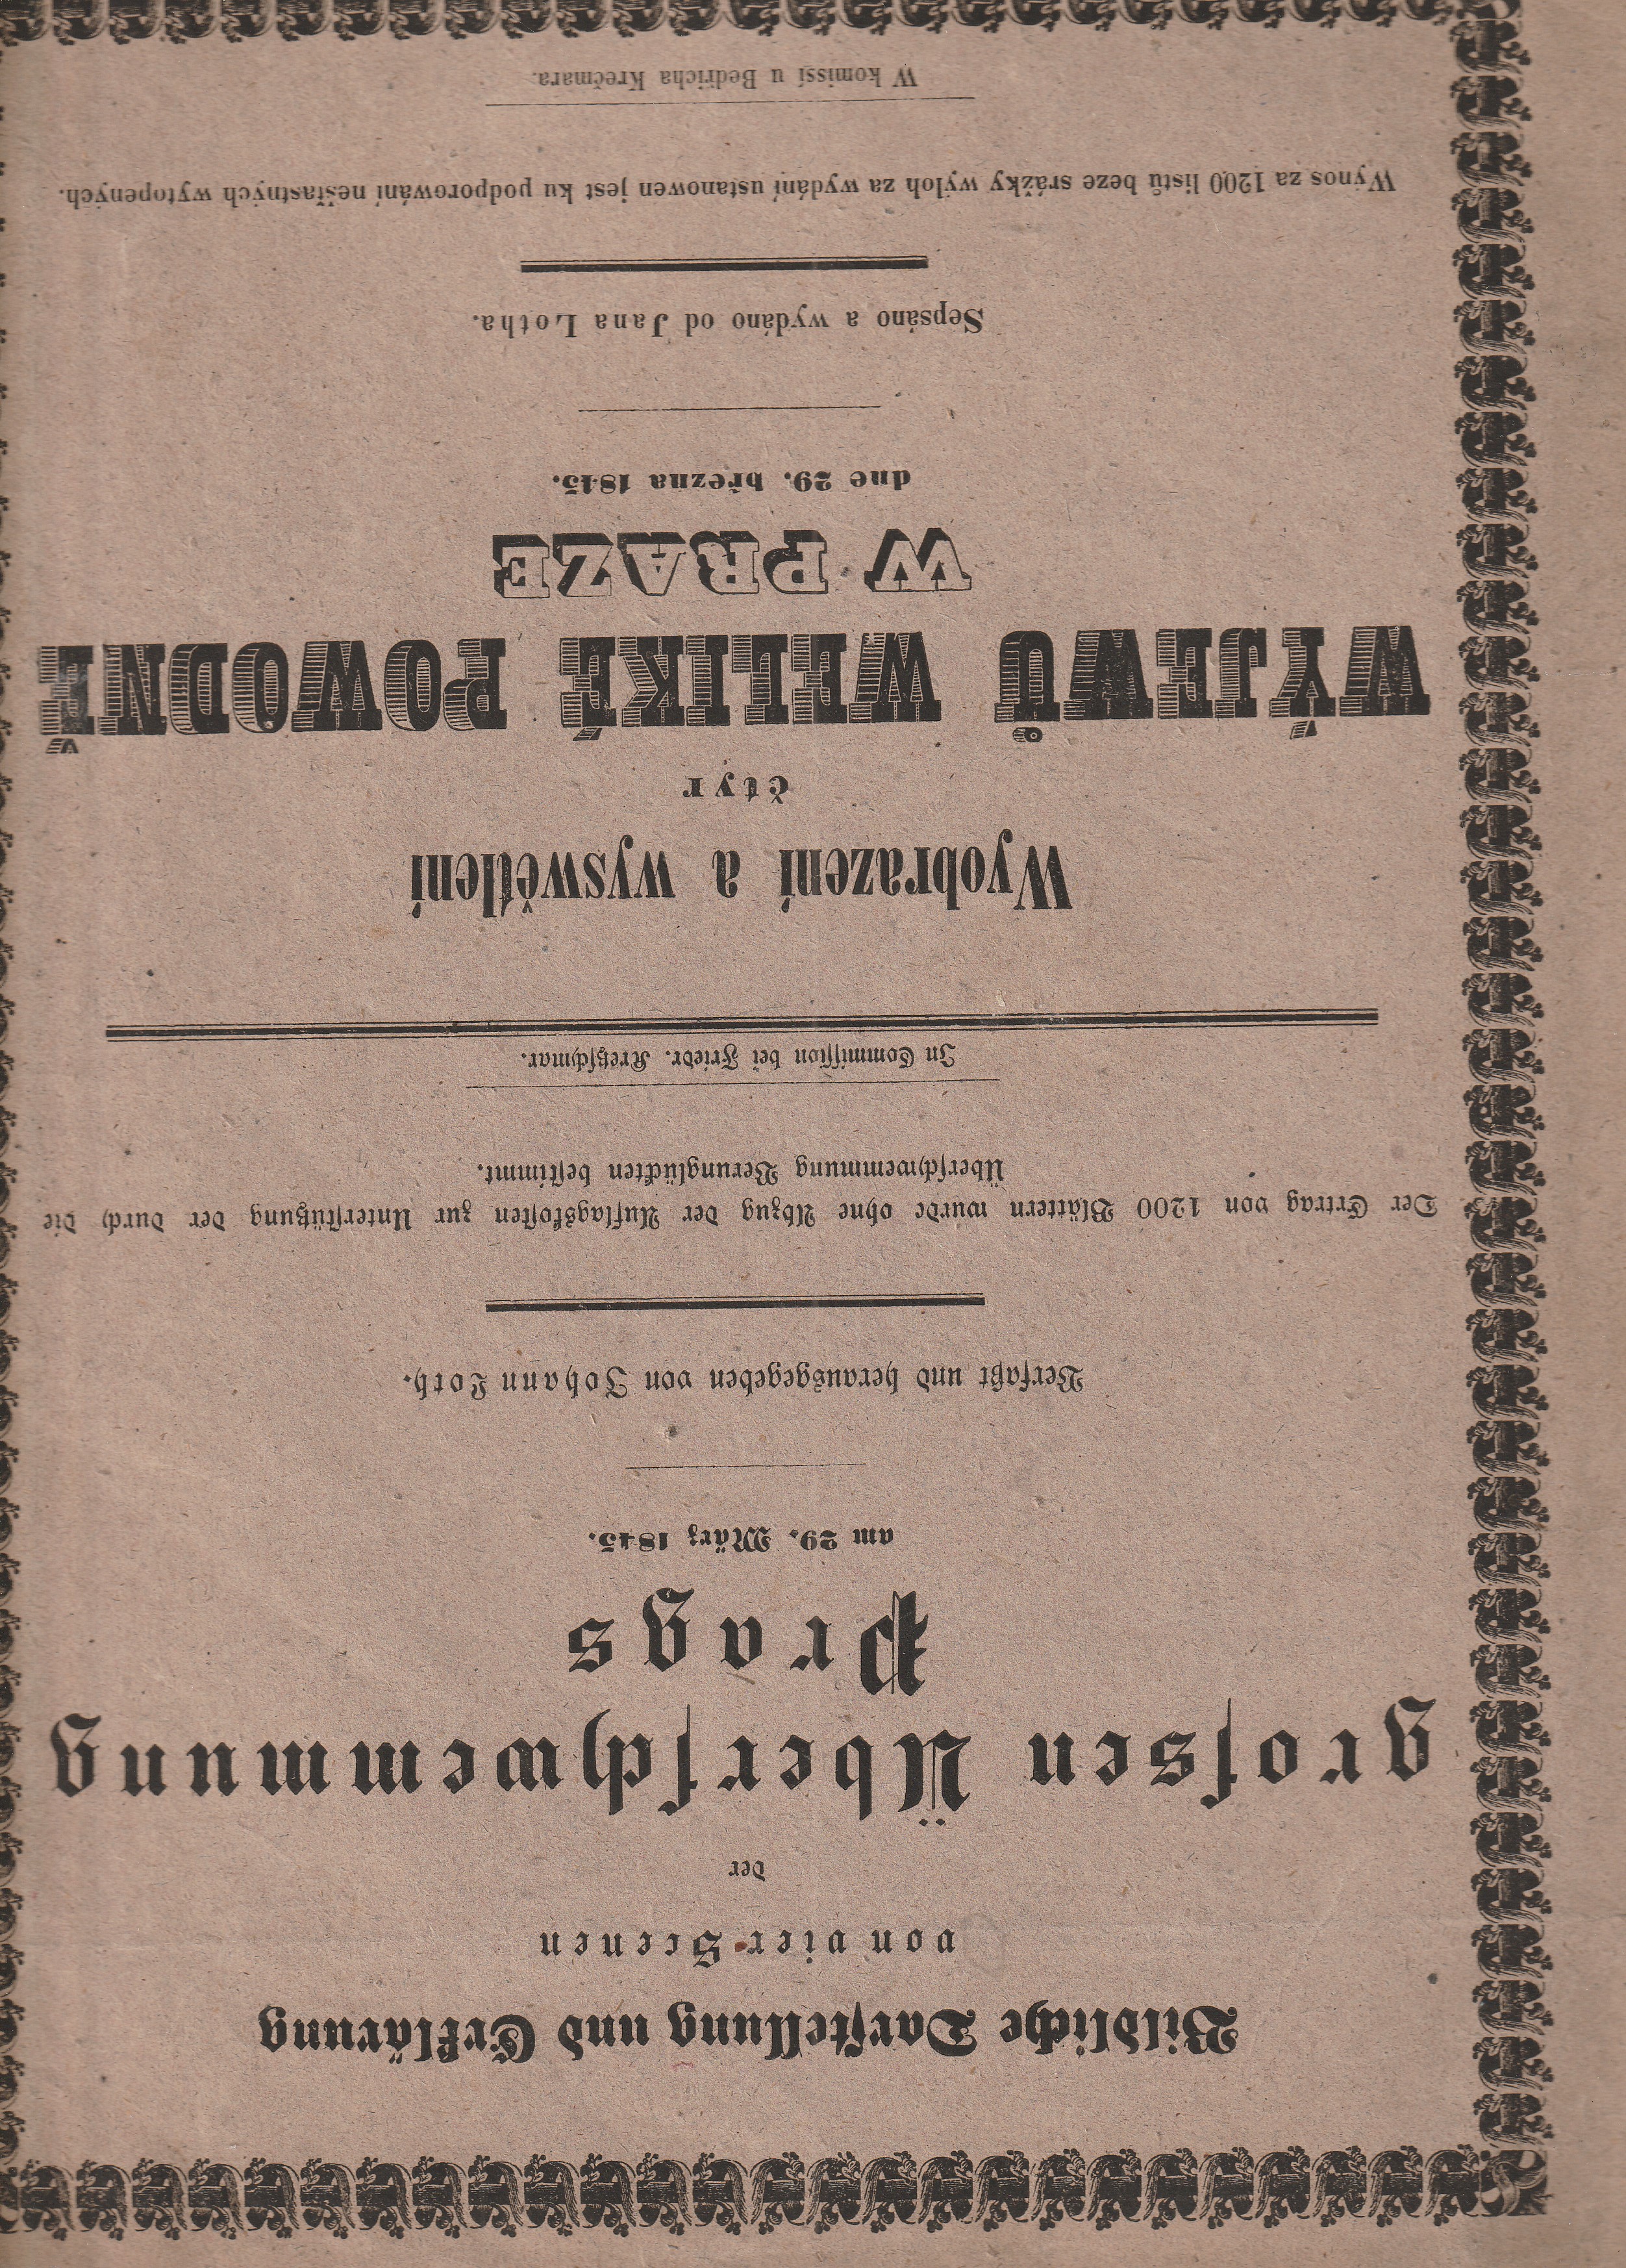 Bildliche Darstellung und Erklärung
von vier Scenen
der
großen Überschwemmung
Prags
am 29. März 1845.
Verfaßt und herausgegeben von Johann Loth.
Der Ertrag von 1200 Blättern wurde ohne Abzug der Auflagskosten zur Unterstützung der durch die
Überschwemmung Verunglückten bestimmt.
In Commission bei Friedr. Kretzschmar.
Wyobrazení a wyswětlení
čtyr
WÝJEWŮ WELIKÉ POWODNĚ
W PRAZE
dne 29. března 1845.
Sepsáno a wydáno od Jana Lotha.
Wýnos za 1200 listů beze srážky wýloh za wydání ustanowen jest ku podporowání nešťastných wytopených.
W komissí u Bedřicha Krečmara.